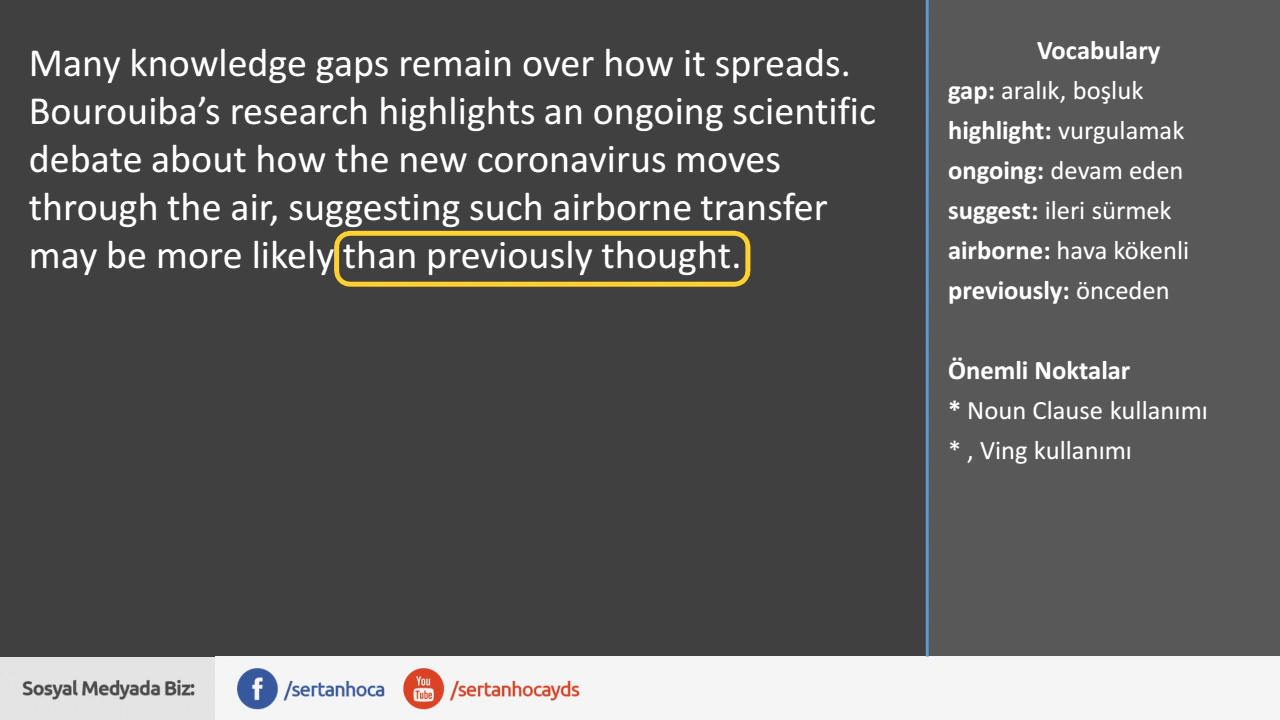 Many knowledge gaps remain over how it spreads.
Bourouiba’s research highlights an ongoing scientific
debate about how the new coronavirus moves
through the air, suggesting such airborne transfer
may be more likely than previously thought.
Vocabulary
gap: aralık, boşluk
highlight: vurgulamak
ongoing: devam eden
suggest: ileri sürmek
airborne: hava kökenli
previously: önceden
Önemli Noktalar
* Noun Clause kullanımı
* , Ving kullanımı
Sosyal Medyada Biz:
f /sertanhoca
You
Tube
/sertanhocayds